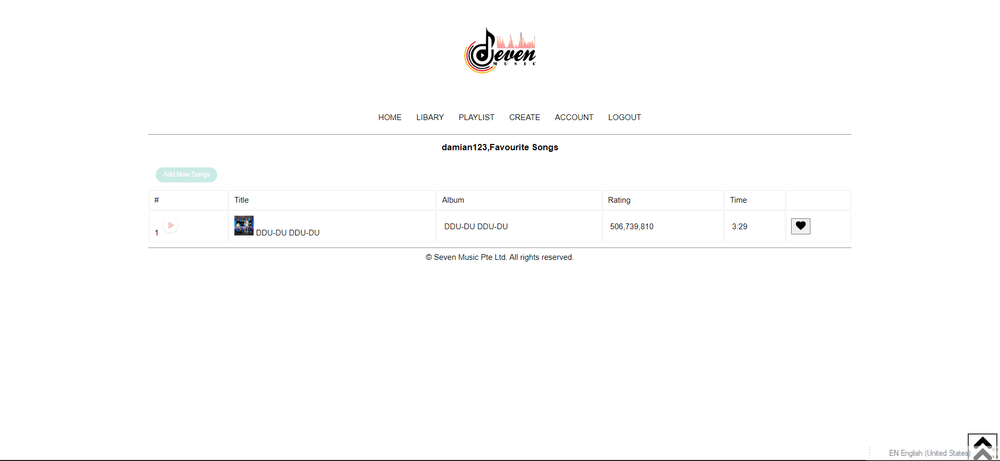 Seven
MUSIC
HOME LIBARY PLAYLIST CREATE ACCOUNT LOGOUT
damian123,Favourite Songs
Add New Songs
# Title Album Rating Time
1 DDU-DU DDU-DU DDU-DU DDU-DU 506,739,810 3:29
© Seven Music Pte Ltd. All rights reserved.
EN English (United States)